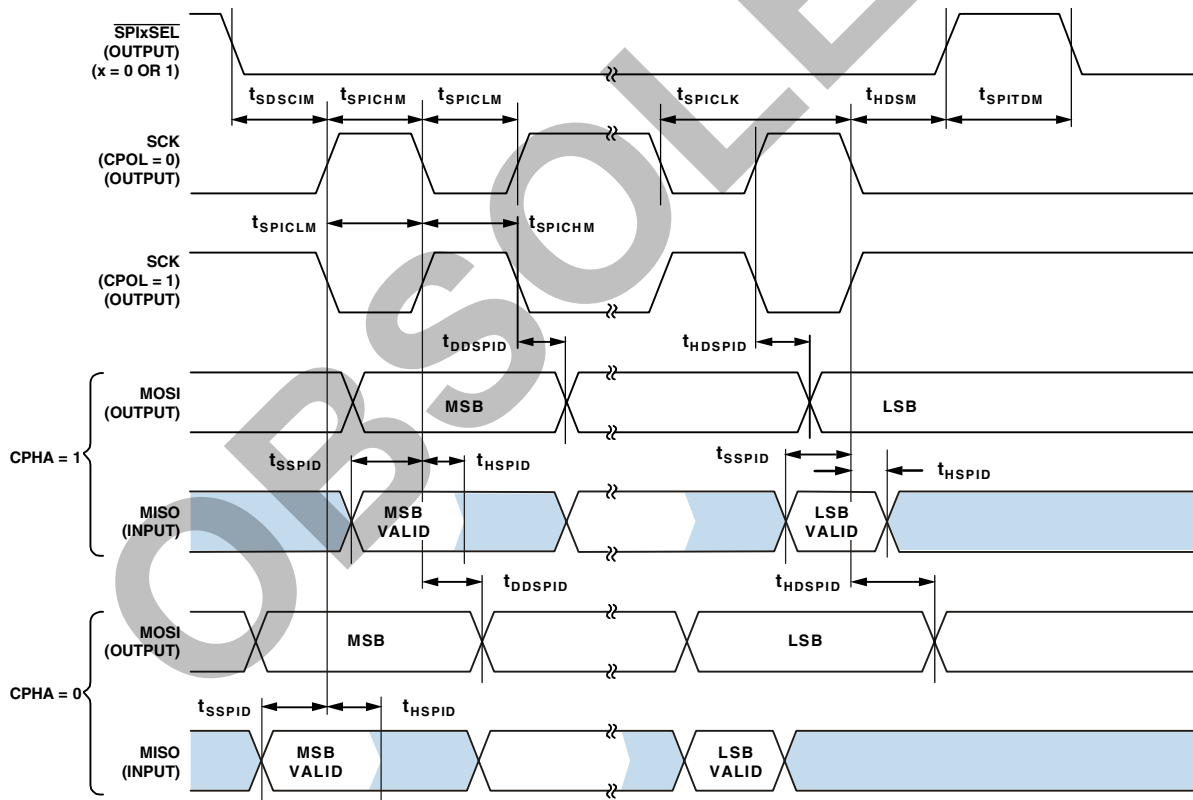 SPIxSEL
(OUTPUT)
(x = 0 OR 1)
tSDSCIM
tSPICHM
tSPICLM
tSPICLK
tHDSM
tSPITDM
SCK
(CPOL = 0)
(OUTPUT)
tSPICLM
tSPICHM
SCK
(CPOL = 1)
(OUTPUT)
tDDSPID
tHDSPID
CPHA = 1
MOSI
(OUTPUT)
MSB
LSB
tSSPID
tHSPID
tSSPID
tHSPID
MISO
(INPUT)
MSB
VALID
LSB
VALID
tDDSPID
tHDSPID
CPHA = 0
MOSI
(OUTPUT)
MSB
LSB
tSSPID
tHSPID
MISO
(INPUT)
MSB
VALID
LSB
VALID
OBSOLE